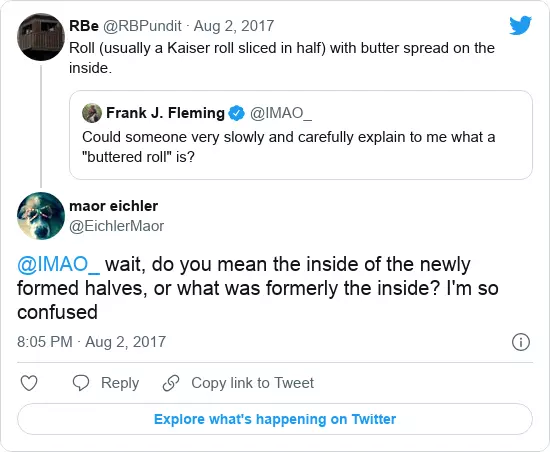 RBe @RBPundit · Aug 2, 2017
Roll (usually a Kaiser roll sliced in half) with butter spread on the
inside.
Frank J. Fleming @IMAO_
Could someone very slowly and carefully explain to me what a
"buttered roll" is?
maor eichler
@EichlerMaor
@IMAO_ wait, do you mean the inside of the newly
formed halves, or what was formerly the inside? I'm so
confused
8:05 PM · Aug 2, 2017
Reply
Copy link to Tweet
Explore what's happening on Twitter